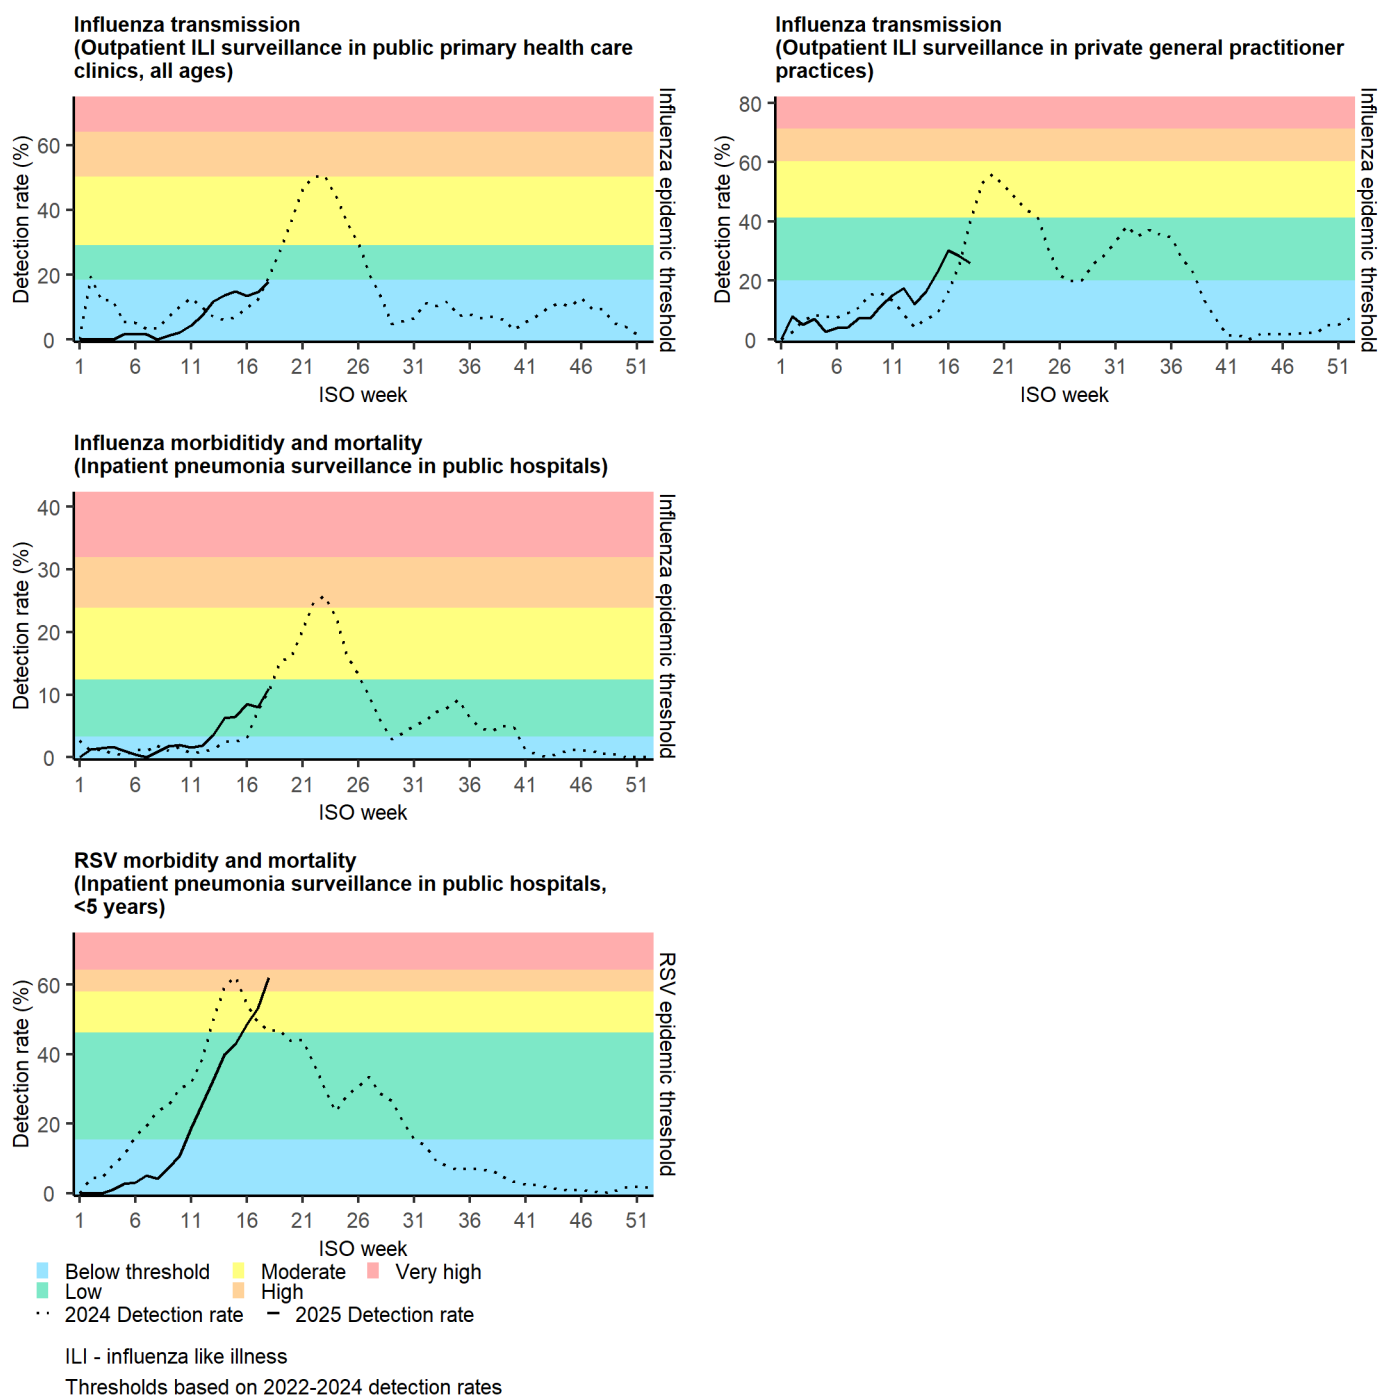 Influenza transmission
(Outpatient ILI surveillance in public primary health care
clinics, all ages)
Detection rate (%)
60
40
20
0
1 6 11 16 21 26 31 36 41 46 51
ISO week
Influenza epidemic threshold
Influenza transmission
(Outpatient ILI surveillance in private general practitioner
practices)
Detection rate (%)
80
60
40
20
0
1 6 11 16 21 26 31 36 41 46 51
ISO week
Influenza epidemic threshold
Influenza morbiditidy and mortality
(Inpatient pneumonia surveillance in public hospitals)
Detection rate (%)
40
30
20
10
0
1 6 11 16 21 26 31 36 41 46 51
ISO week
Influenza epidemic threshold
RSV morbidity and mortality
(Inpatient pneumonia surveillance in public hospitals,
<5 years)
Detection rate (%)
60
40
20
0
1 6 11 16 21 26 31 36 41 46 51
ISO week
RSV epidemic threshold
Below threshold Moderate Very high
Low High
2024 Detection rate 2025 Detection rate
ILI - influenza like illness
Thresholds based on 2022-2024 detection rates